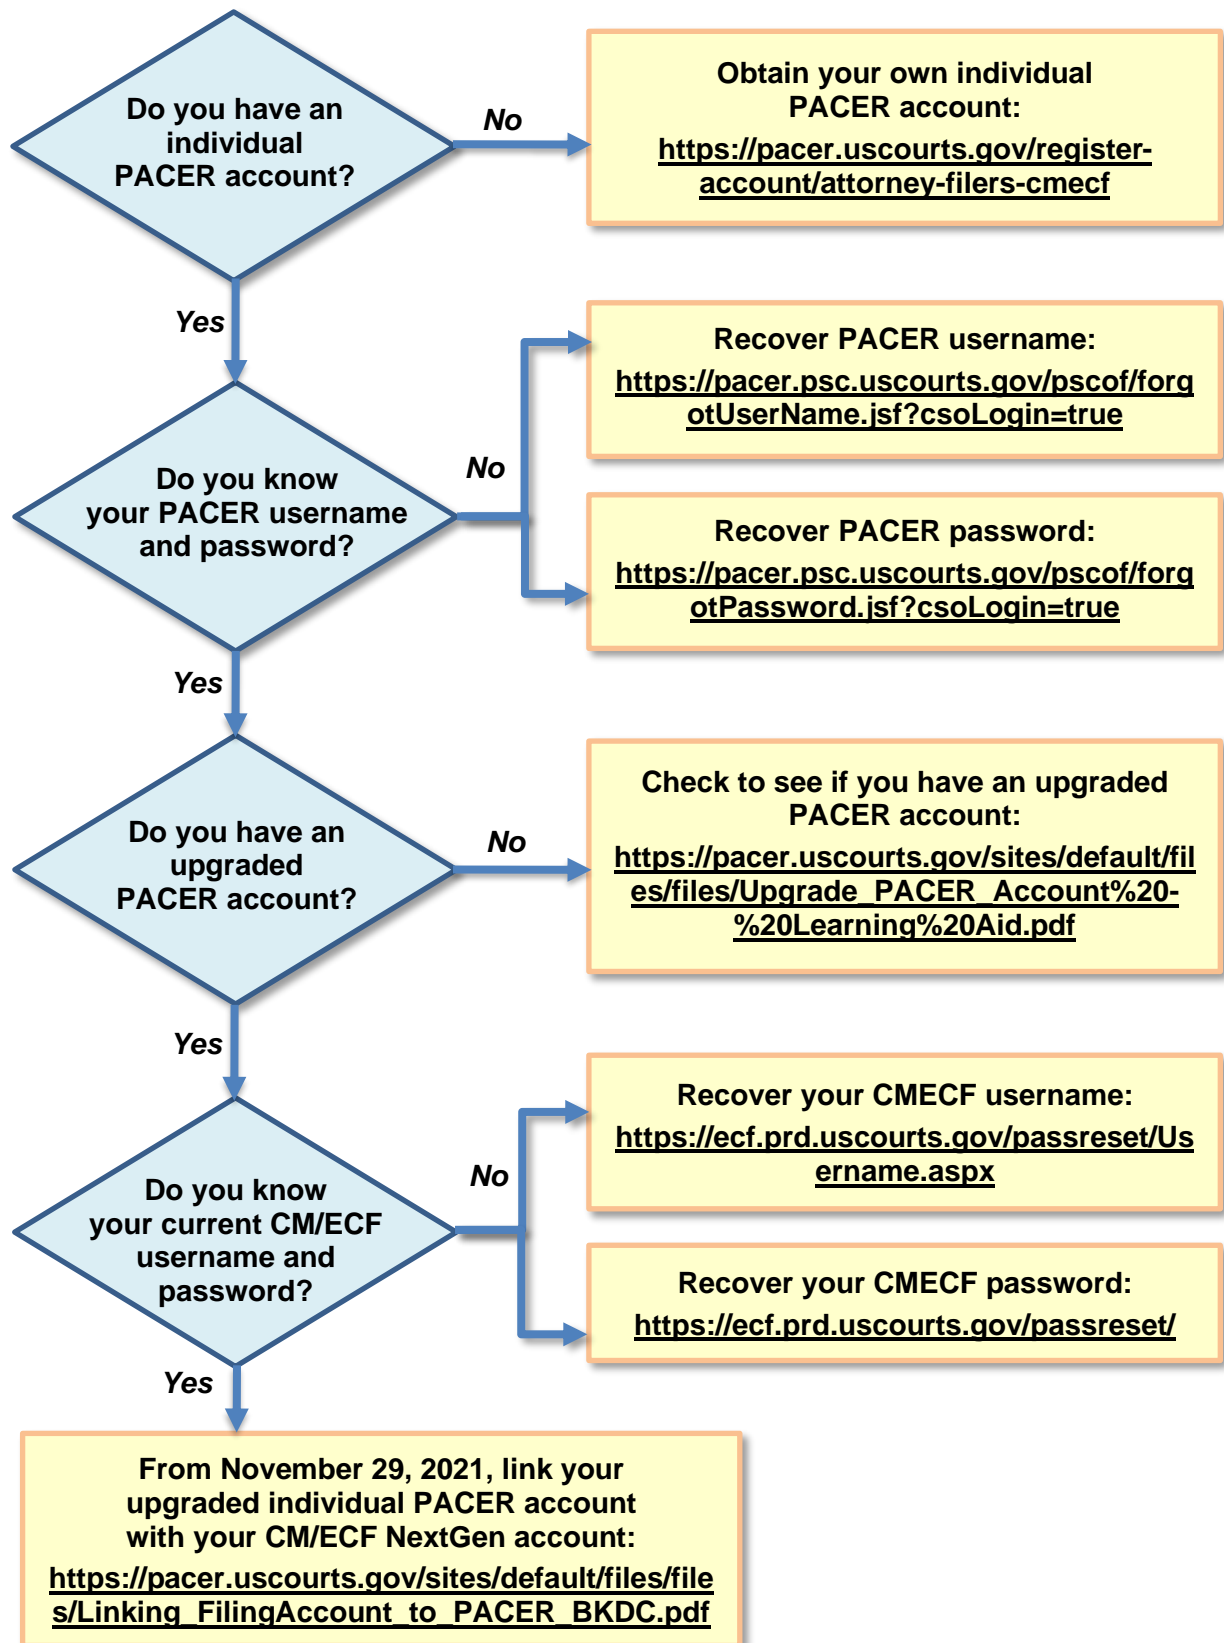 Do you have an
individual
PACER account?
No
Obtain your own individual
PACER account:
https://pacer.uscourts.gov/register-
account/attorney-filers-cmecf
Yes
Do you know
your PACER username
and password?
No
Recover PACER username:
https://pacer.psc.uscourts.gov/pscof/forg
otUserName.jsf?csoLogin=true
Recover PACER password:
https://pacer.psc.uscourts.gov/pscof/forg
otPassword.jsf?csoLogin=true
Yes
Do you have an
upgraded
PACER account?
No
Check to see if you have an upgraded
PACER account:
https://pacer.uscourts.gov/sites/default/fil
es/files/Upgrade_PACER_Account%20-
%20Learning%20Aid.pdf
Yes
Do you know
your current CM/ECF
username and
password?
No
Recover your CMECF username:
https://ecf.prd.uscourts.gov/passreset/Us
ername.aspx
Recover your CMECF password:
https://ecf.prd.uscourts.gov/passreset/
Yes
From November 29, 2021, link your
upgraded individual PACER account
with your CM/ECF NextGen account:
https://pacer.uscourts.gov/sites/default/files/file
s/Linking_FilingAccount_to_PACER_BKDC.pdf